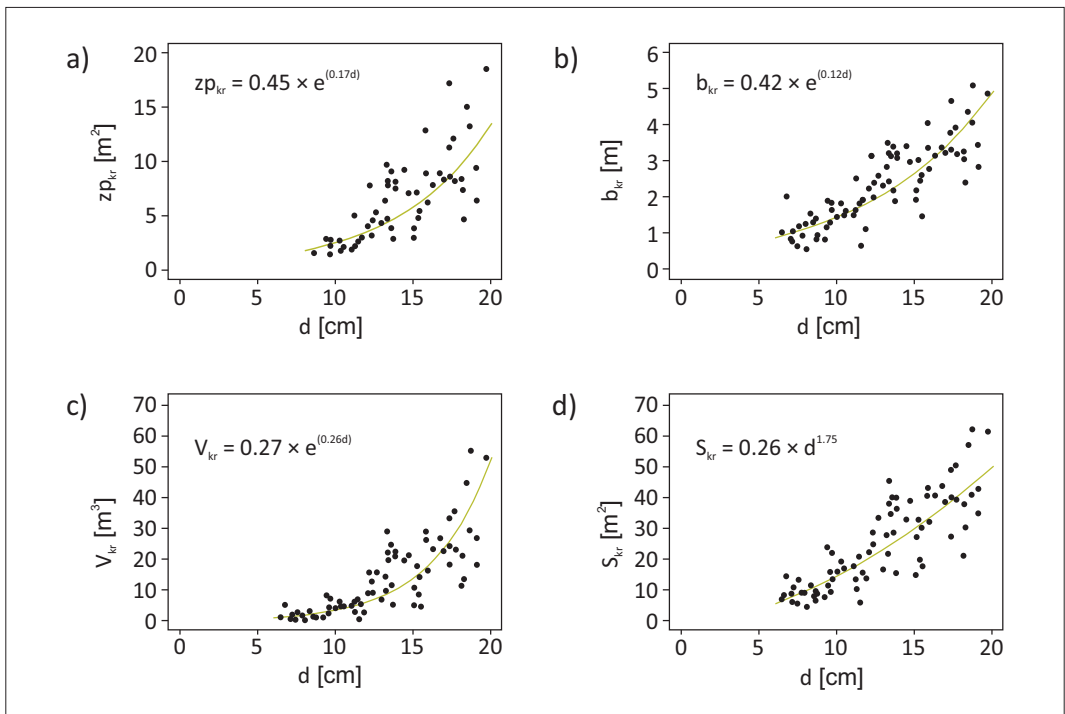 a)
zp_kr = 0.45 × e^(0.17d)
zp_kr [m²]
20
15
10
5
0
0 5 10 15 20
d [cm]
b)
b_kr = 0.42 × e^(0.12d)
b_kr [m]
6
5
4
3
2
1
0
0 5 10 15 20
d [cm]
c)
V_kr = 0.27 × e^(0.26d)
V_kr [m³]
70
60
50
40
30
20
10
0
0 5 10 15 20
d [cm]
d)
S_kr = 0.26 × d^1.75
S_kr [m²]
70
60
50
40
30
20
10
0
0 5 10 15 20
d [cm]